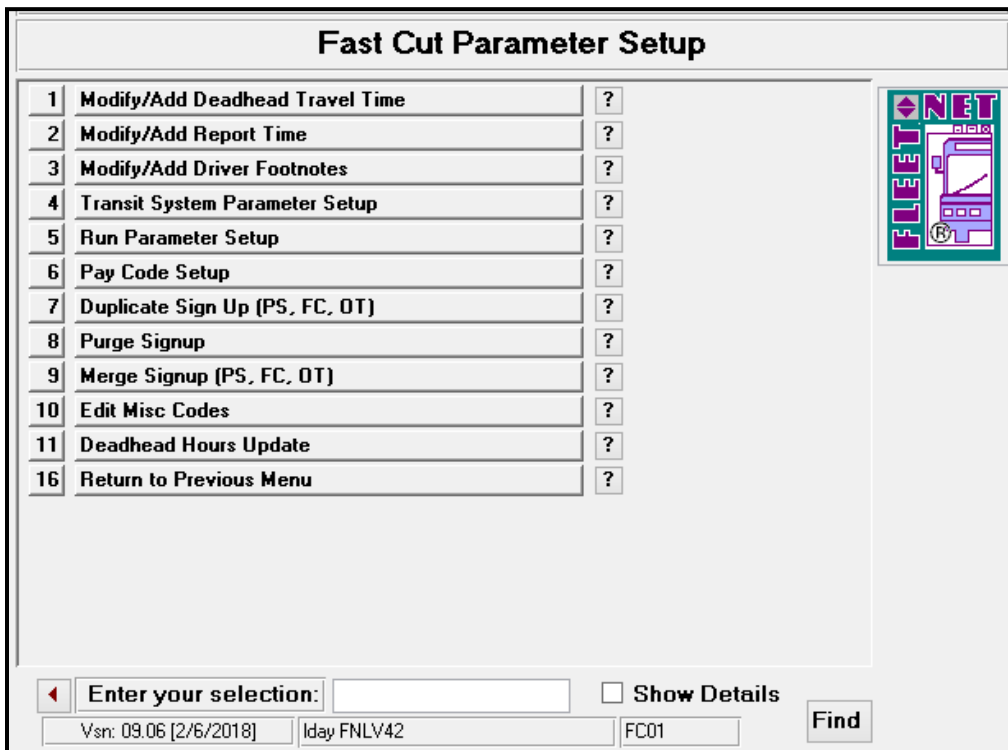 Fast Cut Parameter Setup
1 Modify/Add Deadhead Travel Time ?
2 Modify/Add Report Time ?
3 Modify/Add Driver Footnotes ?
4 Transit System Parameter Setup ?
5 Run Parameter Setup ?
6 Pay Code Setup ?
7 Duplicate Sign Up (PS, FC, OT) ?
8 Purge Signup ?
9 Merge Signup (PS, FC, OT) ?
10 Edit Misc Codes ?
11 Deadhead Hours Update ?
16 Return to Previous Menu ?
FLEET NET
®
Enter your selection: Show Details
Find
Vsn: 09.06 [2/6/2018] lday FNLV42 FC01